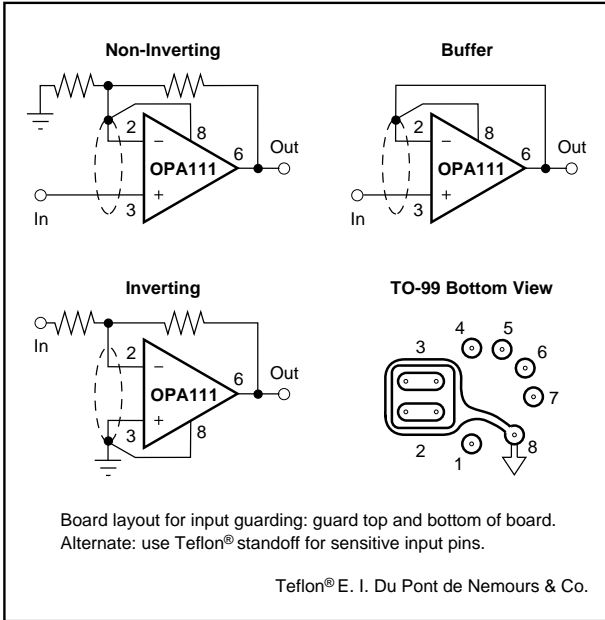 Non-Inverting
2
8
6
Out
OPA111
−
+
3
In
Buffer
2
8
6
Out
OPA111
−
+
3
In
Inverting
In
2
6
Out
OPA111
−
+
3
8
TO-99 Bottom View
3
4
5
6
7
2
1
8
Board layout for input guarding: guard top and bottom of board.
Alternate: use Teflon® standoff for sensitive input pins.
Teflon® E. I. Du Pont de Nemours & Co.